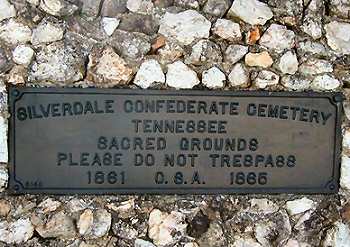 SILVERDALE CONFEDERATE CEMETERY
TENNESSEE
SACRED GROUNDS
PLEASE DO NOT TRESPASS
1861 C.S.A. 1865